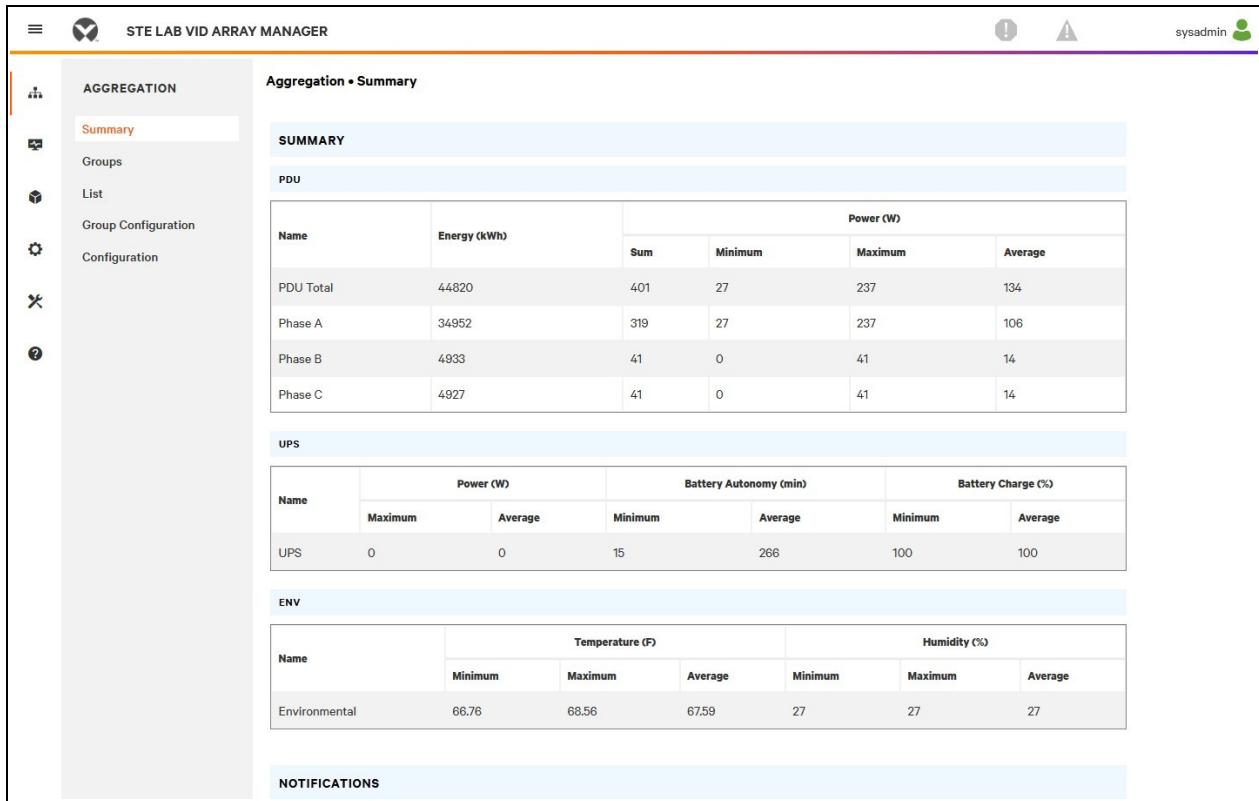 STE LAB VID ARRAY MANAGER
sysadmin
AGGREGATION
Summary
Groups
List
Group Configuration
Configuration
Aggregation • Summary
SUMMARY
PDU
Name Energy (kWh) Power (W)
Sum Minimum Maximum Average
PDU Total 44820 401 27 237 134
Phase A 34952 319 27 237 106
Phase B 4933 41 0 41 14
Phase C 4927 41 0 41 14
UPS
Name Power (W) Battery Autonomy (min) Battery Charge (%)
Maximum Average Minimum Average Minimum Average
UPS 0 0 15 266 100 100
ENV
Name Temperature (F) Humidity (%)
Minimum Maximum Average Minimum Maximum Average
Environmental 66.76 68.56 67.59 27 27 27
NOTIFICATIONS